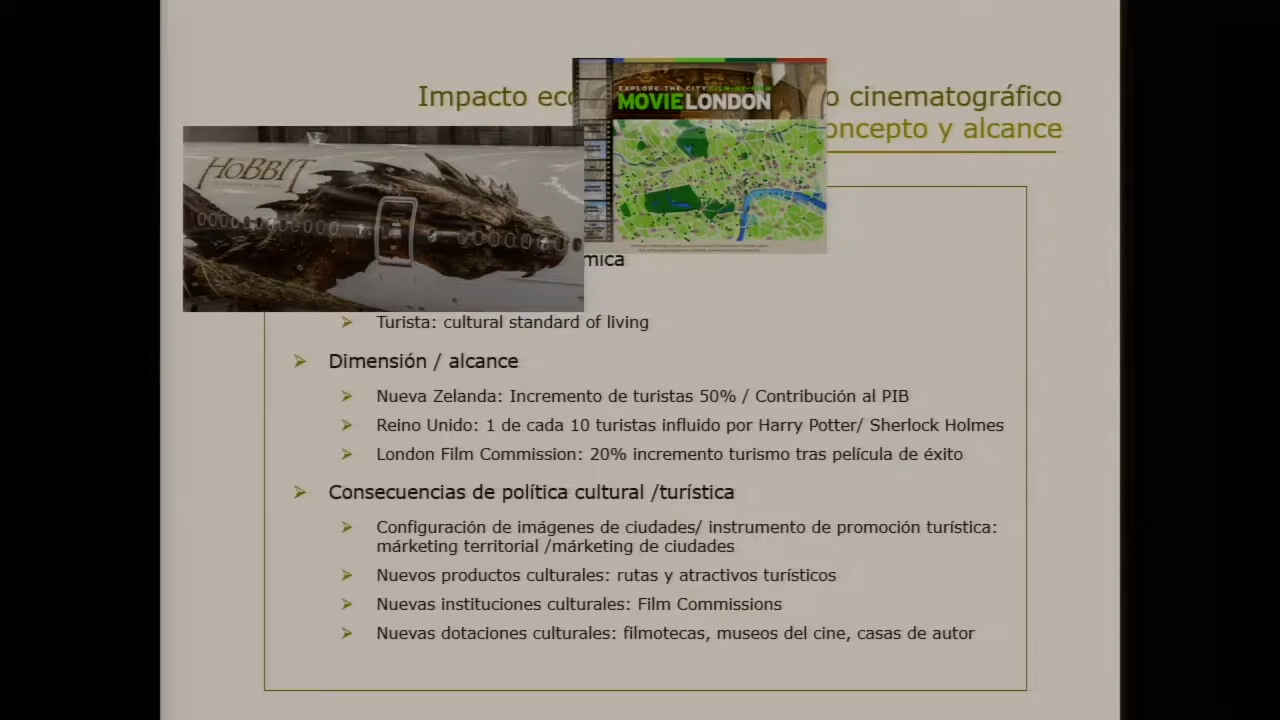 Impacto
o cinematográfico
EXPLORE THE CITY FILM-BY-FILM
MOVIELONDON
oncepto y alcance
HOBBIT
mica
Turista: cultural standard of living
Dimensión / alcance
Nueva Zelanda: Incremento de turistas 50% / Contribución al PIB
Reino Unido: 1 de cada 10 turistas influido por Harry Potter/ Sherlock Holmes
London Film Commission: 20% incremento turismo tras película de éxito
Consecuencias de política cultural /turística
Configuración de imágenes de ciudades/ instrumento de promoción turística:
márketing territorial /márketing de ciudades
Nuevos productos culturales: rutas y atractivos turísticos
Nuevas instituciones culturales: Film Commissions
Nuevas dotaciones culturales: filmotecas, museos del cine, casas de autor